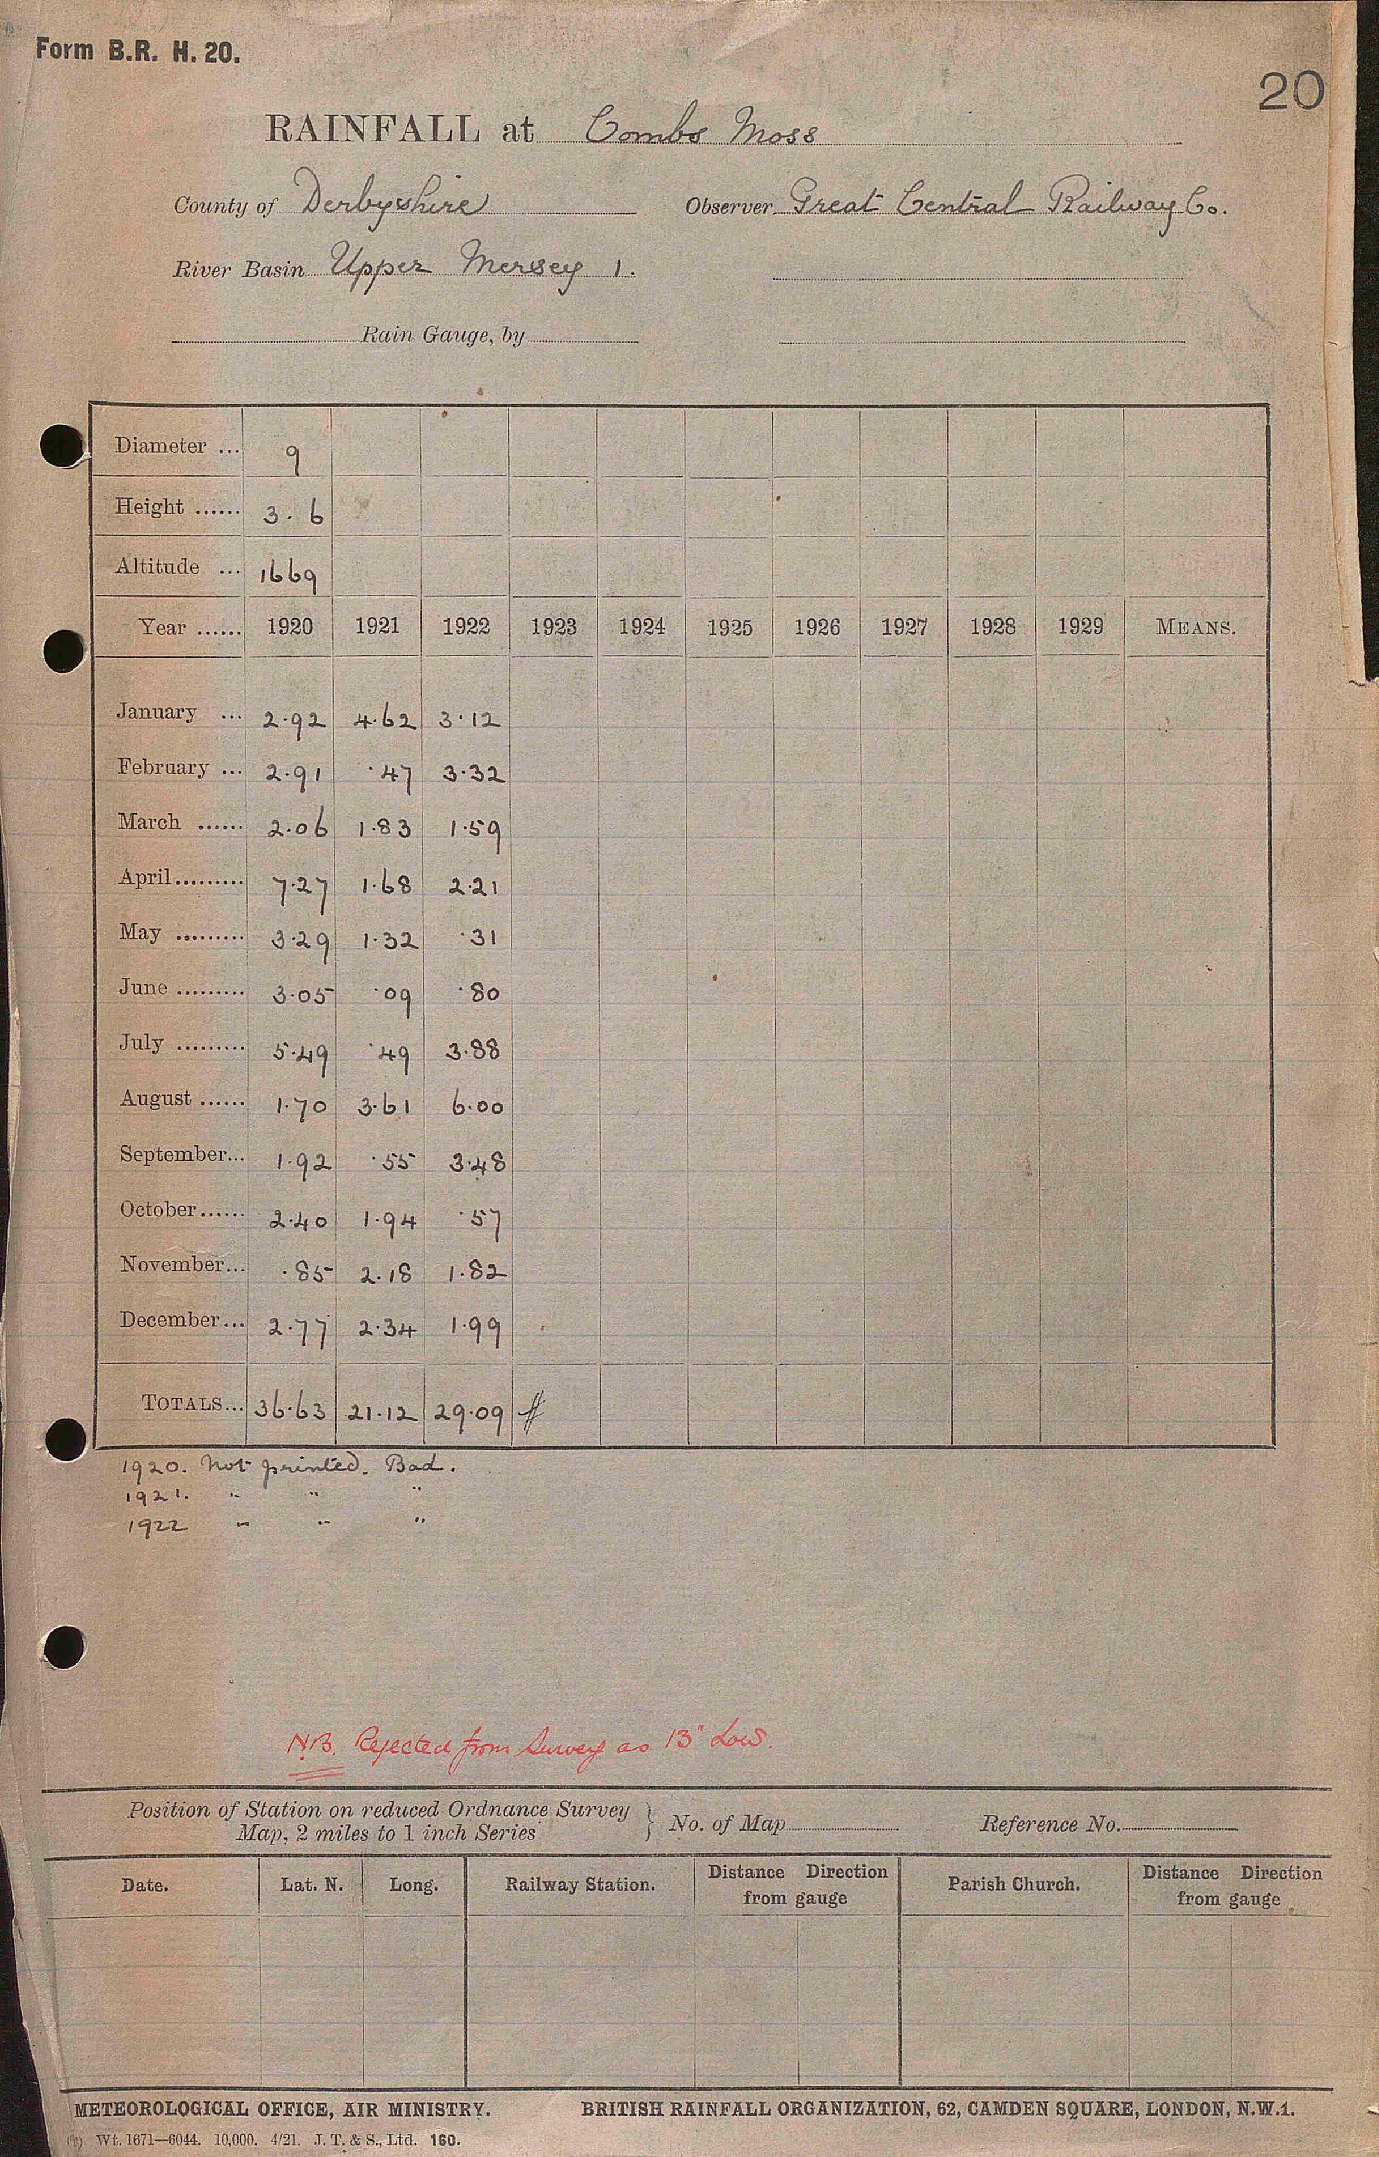 Form B.R. H. 20.
20
RAINFALL at Combs Moss
County of Derbyshire Observer Great Central Railway Co.
River Basin Upper Mersey 1.
Rain Gauge, by
Diameter ... 9
Height ...... 3. 6
Altitude ... 1669
Year ...... 1920 1921 1922 1923 1924 1925 1926 1927 1928 1929 MEANS.
January ... 2.92 4.62 3.12
February ... 2.91 .47 3.32
March ...... 2.06 1.83 1.59
April......... 7.27 1.68 2.21
May ......... 3.29 1.32 .31
June ......... 3.05 .09 .80
July ......... 5.49 .49 3.88
August ...... 1.70 3.61 6.00
September... 1.92 .55 3.48
October...... 2.40 1.94 .57
November... .85 2.18 1.82
December... 2.77 2.34 1.99
TOTALS... 36.63 21.12 29.09
1920. Not printed. Bad.
1921. " " "
1922 " " "
N.B. Rejected from Survey as 13" Low.
Position of Station on reduced Ordnance Survey
Map, 2 miles to 1 inch Series } No. of Map Reference No.
Date. Lat. N. Long. Railway Station. Distance Direction from gauge Parish Church. Distance Direction from gauge
METEOROLOGICAL OFFICE, AIR MINISTRY. BRITISH RAINFALL ORGANIZATION, 62, CAMDEN SQUARE, LONDON, N.W.1.
Wt. 1671—6044. 10,000. 4/21. J. T. & S., Ltd. 160.